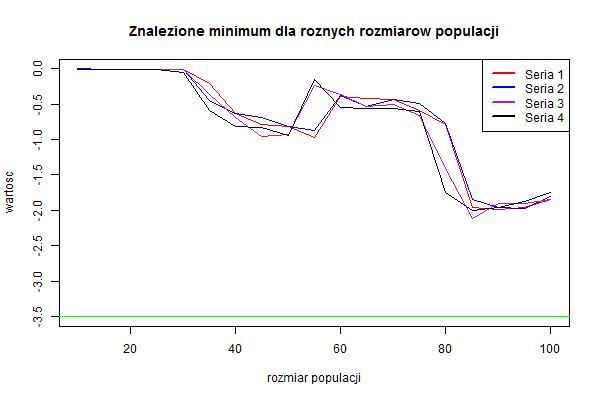 Znalezione minimum dla roznych rozmiarow populacji
Seria 1
Seria 2
Seria 3
Seria 4
wartosc
0.0
-0.5
-1.0
-1.5
-2.0
-2.5
-3.0
-3.5
20
40
60
80
100
rozmiar populacji